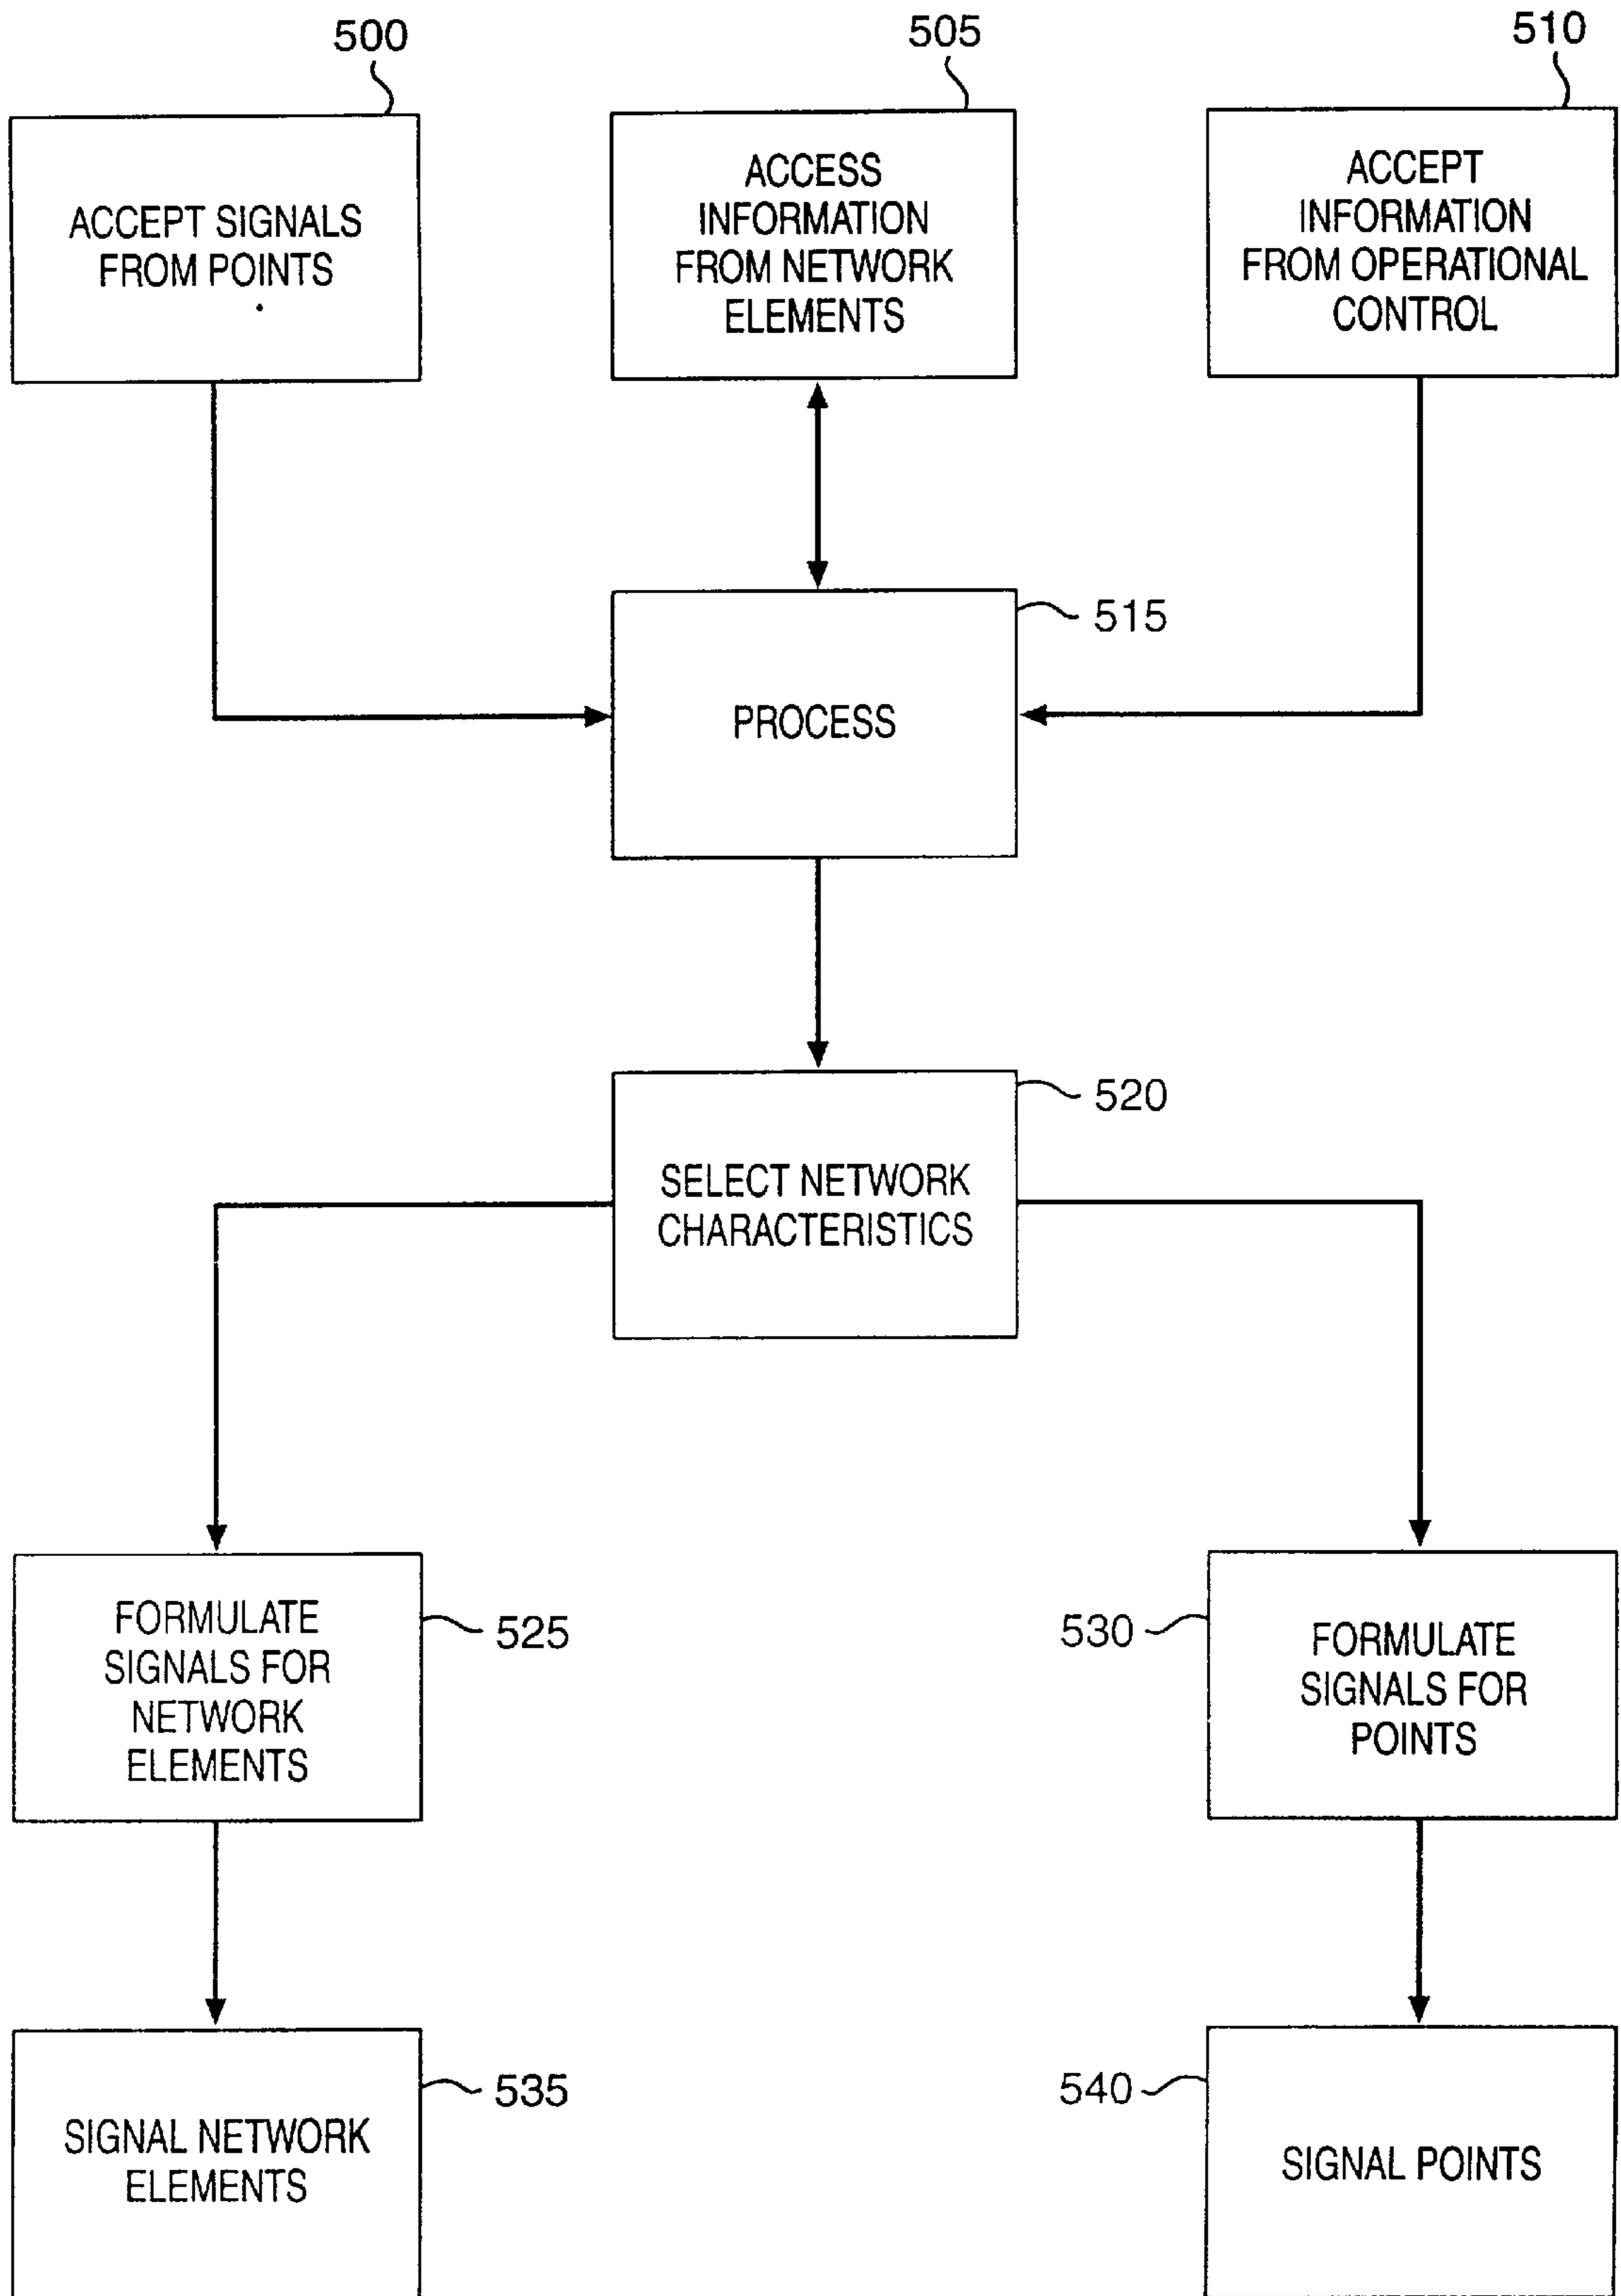 500
505
510
ACCEPT SIGNALS
FROM POINTS
ACCESS
INFORMATION
FROM NETWORK
ELEMENTS
ACCEPT
INFORMATION
FROM OPERATIONAL
CONTROL
515
PROCESS
520
SELECT NETWORK
CHARACTERISTICS
FORMULATE
SIGNALS FOR
NETWORK
ELEMENTS
525
530
FORMULATE
SIGNALS FOR
POINTS
SIGNAL NETWORK
ELEMENTS
535
540
SIGNAL POINTS